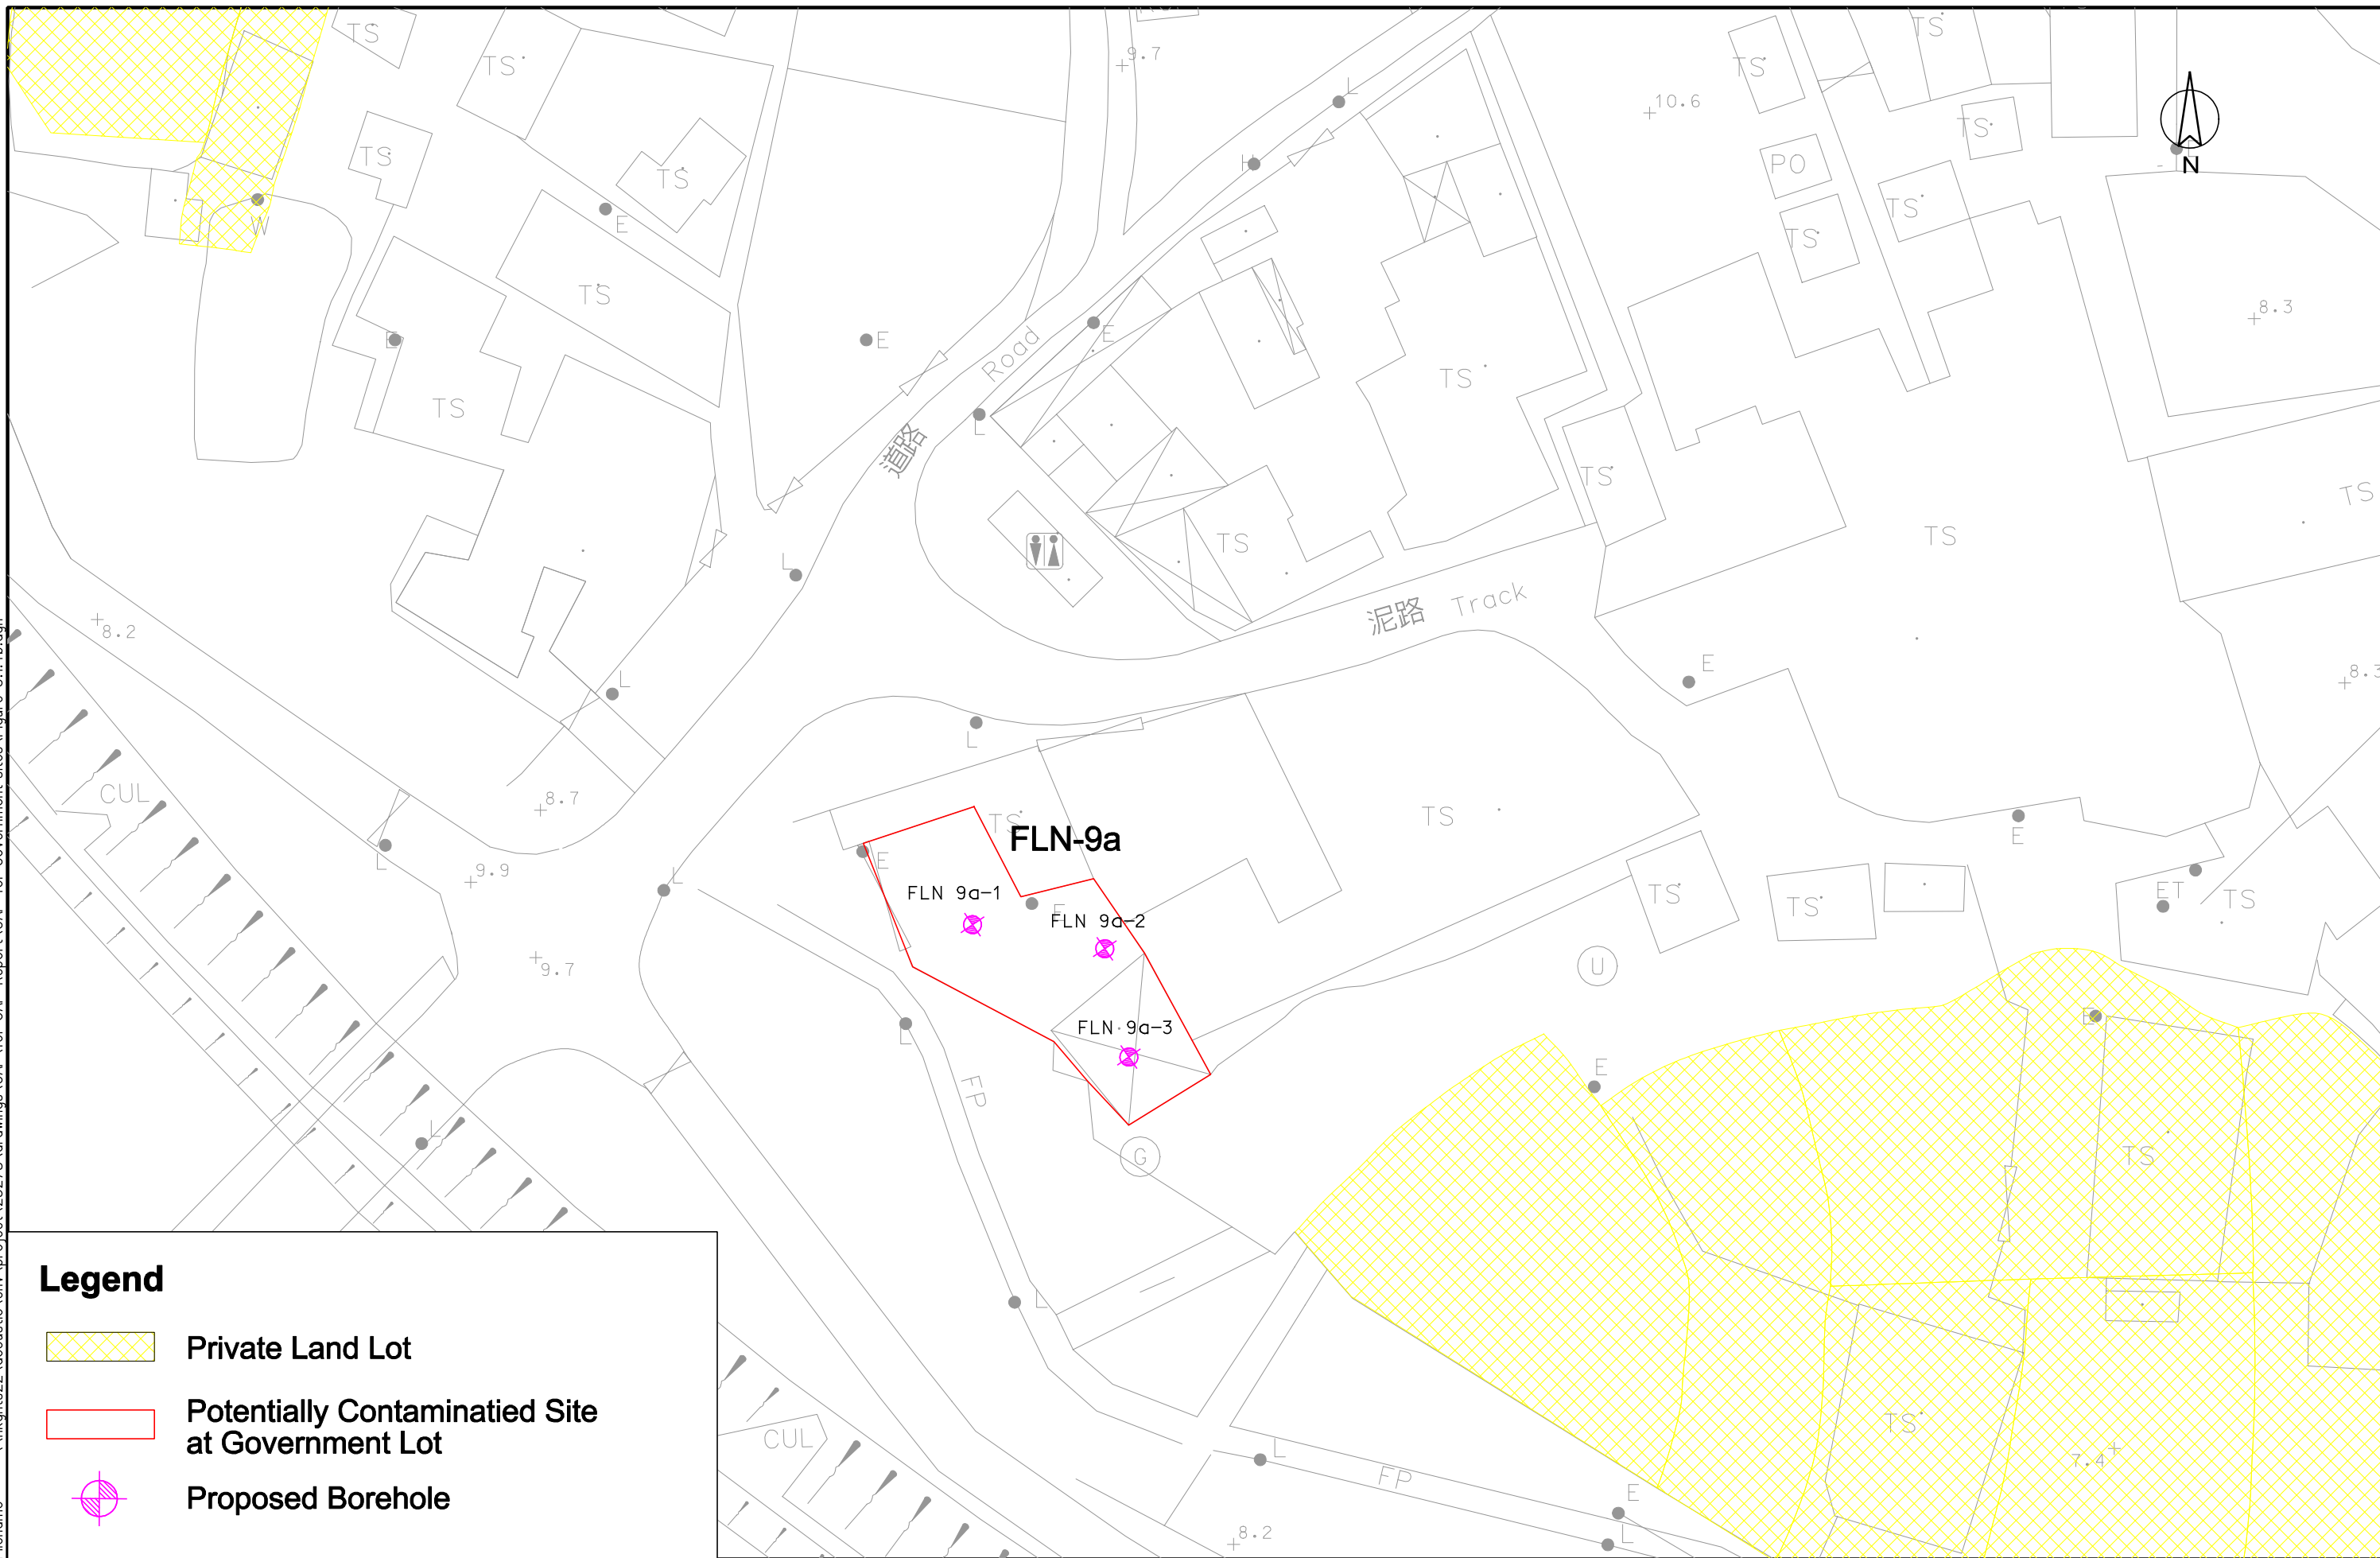 TS
TS
9.7
L
TS
TS
10.6
TS
TS
PO
TS
H
N
TS
W
E
TS
TS
TS
8.3
E
E
E
Road
TS
TS
L
道路
TS
TS
TS
TS
L
泥路 Track
8.2
L
E
8.3
L
CUL
8.7
TS
TS
E
FLN-9a
L
E
9.9
L
FLN 9a-1
TS
TS
ET
TS
E
FLN 9a-2
9.7
U
E
L
FLN 9a-3
FP
E
L
G
TS
Legend
L
Private Land Lot
Potentially Contaminatied Site
at Government Lot
CUL
TS
L
FP
7.4
Proposed Borehole
E
8.2
L